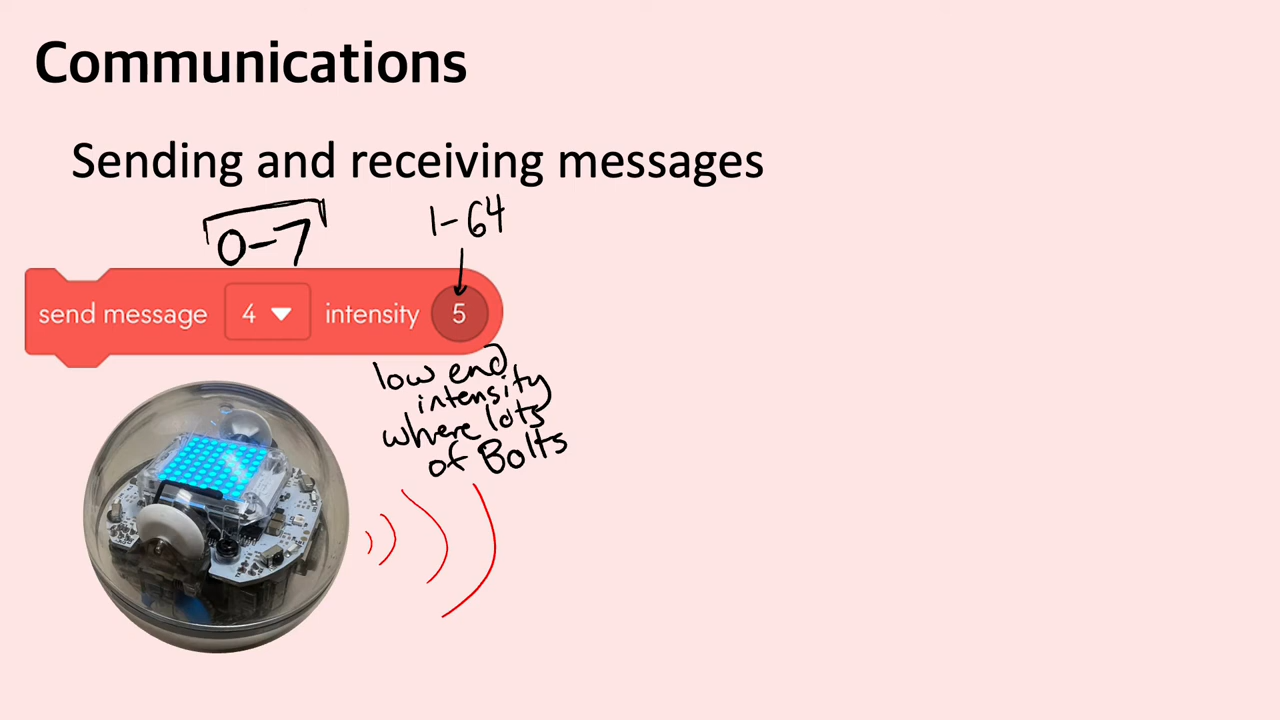 Communications
Sending and receiving messages
0-7
1-64
send message 4 intensity 5
low end
intensity
where lots
of Bolts